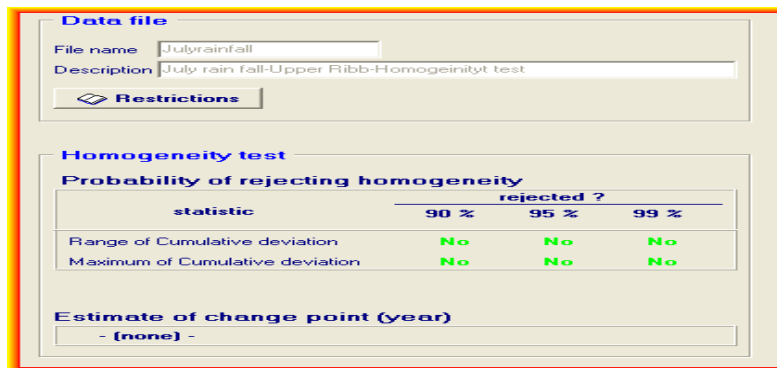 Data file
File name Julyrainfall
Description July rain fall-Upper Ribb-Homogeinityt test
Restrictions
Homogeneity test
Probability of rejecting homogeneity
rejected ?
statistic 90 % 95 % 99 %
Range of Cumulative deviation No No No
Maximum of Cumulative deviation No No No
Estimate of change point (year)
- (none) -